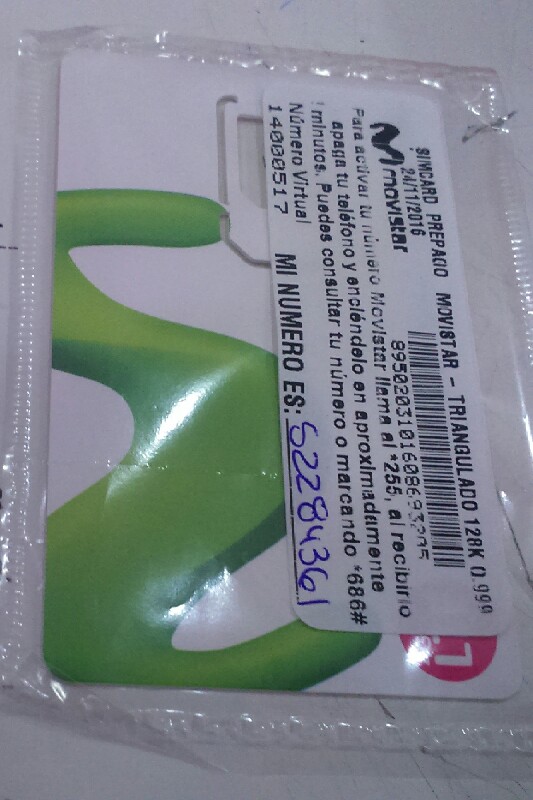 SIMCARD PREPAGO MOVISTAR - TRIANGULADO 128K 0.999
24/11/2016
movistar
Para activar tu número Movistar llama al *255, al recibirlo
apaga tu teléfono y enciéndelo en aproximadamente
minutos. Puedes consultar tu número o marcando *686#
Número Virtual
14000517
MI NUMERO ES: 52284361